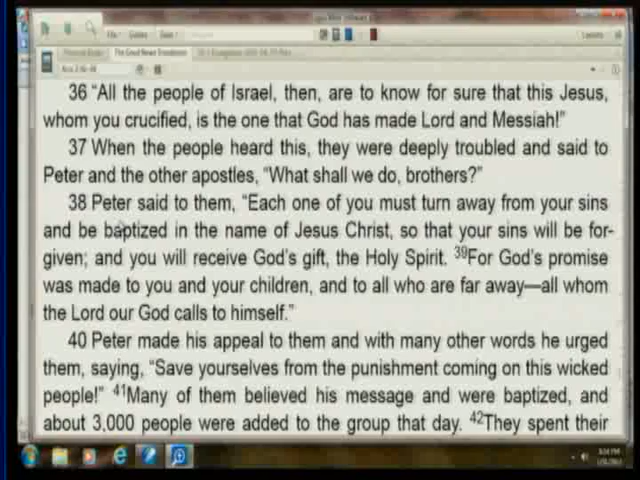 The Good News Translation
36 “All the people of Israel, then, are to know for sure that this Jesus,
whom you crucified, is the one that God has made Lord and Messiah!”
37 When the people heard this, they were deeply troubled and said to
Peter and the other apostles, “What shall we do, brothers?”
38 Peter said to them, “Each one of you must turn away from your sins
and be baptized in the name of Jesus Christ, so that your sins will be for-
given; and you will receive God’s gift, the Holy Spirit. 39For God’s promise
was made to you and your children, and to all who are far away—all whom
the Lord our God calls to himself.”
40 Peter made his appeal to them and with many other words he urged
them, saying, “Save yourselves from the punishment coming on this wicked
people!” 41Many of them believed his message and were baptized, and
about 3,000 people were added to the group that day. 42They spent their